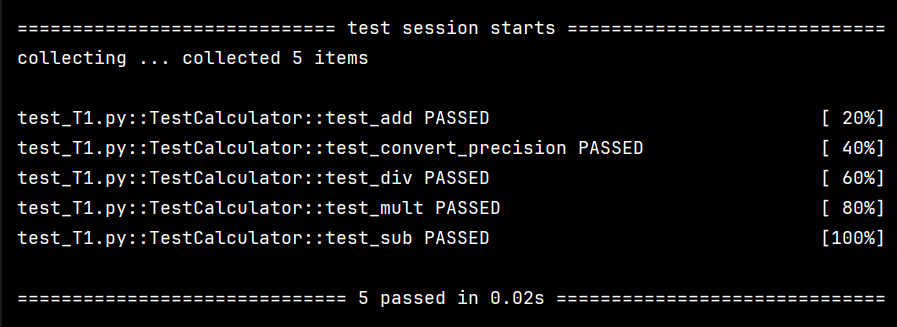 ============================= test session starts =============================
collecting ... collected 5 items
test_T1.py::TestCalculator::test_add PASSED                              [ 20%]
test_T1.py::TestCalculator::test_convert_precision PASSED                [ 40%]
test_T1.py::TestCalculator::test_div PASSED                              [ 60%]
test_T1.py::TestCalculator::test_mult PASSED                             [ 80%]
test_T1.py::TestCalculator::test_sub PASSED                              [100%]
============================== 5 passed in 0.02s ==============================